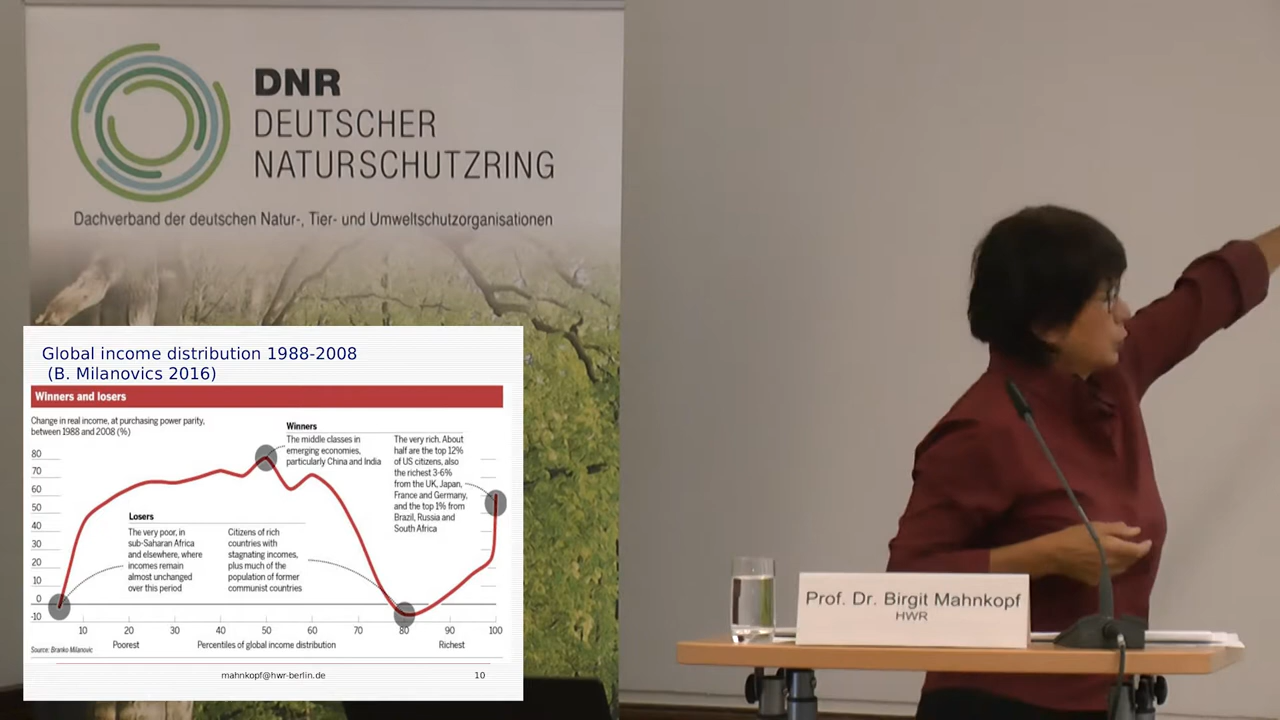 DNR
DEUTSCHER
NATURSCHUTZRING
Dachverband der deutschen Natur-, Tier- und Umweltschutzorganisationen
Global income distribution 1988-2008
(B. Milanovics 2016)
Winners and losers
Change in real income, at purchasing power parity,
between 1988 and 2008 (%)
Winners
The middle classes in
emerging economies,
particularly China and India
The very rich. About
half are the top 12%
of US citizens, also
the richest 3-6%
from the UK, Japan,
France and Germany,
and the top 1% from
Brazil, Russia and
South Africa
Losers
The very poor, in
sub-Saharan Africa
and elsewhere, where
incomes remain
almost unchanged
over this period
Citizens of rich
countries with
stagnating incomes,
plus much of the
population of former
communist countries
80
70
60
50
40
30
20
10
0
-10
10 20 30 40 50 60 70 80 90 100
Poorest Percentiles of global income distribution Richest
Source: Branko Milanovic
mahnkopf@hwr-berlin.de 10
Prof. Dr. Birgit Mahnkopf
HWR